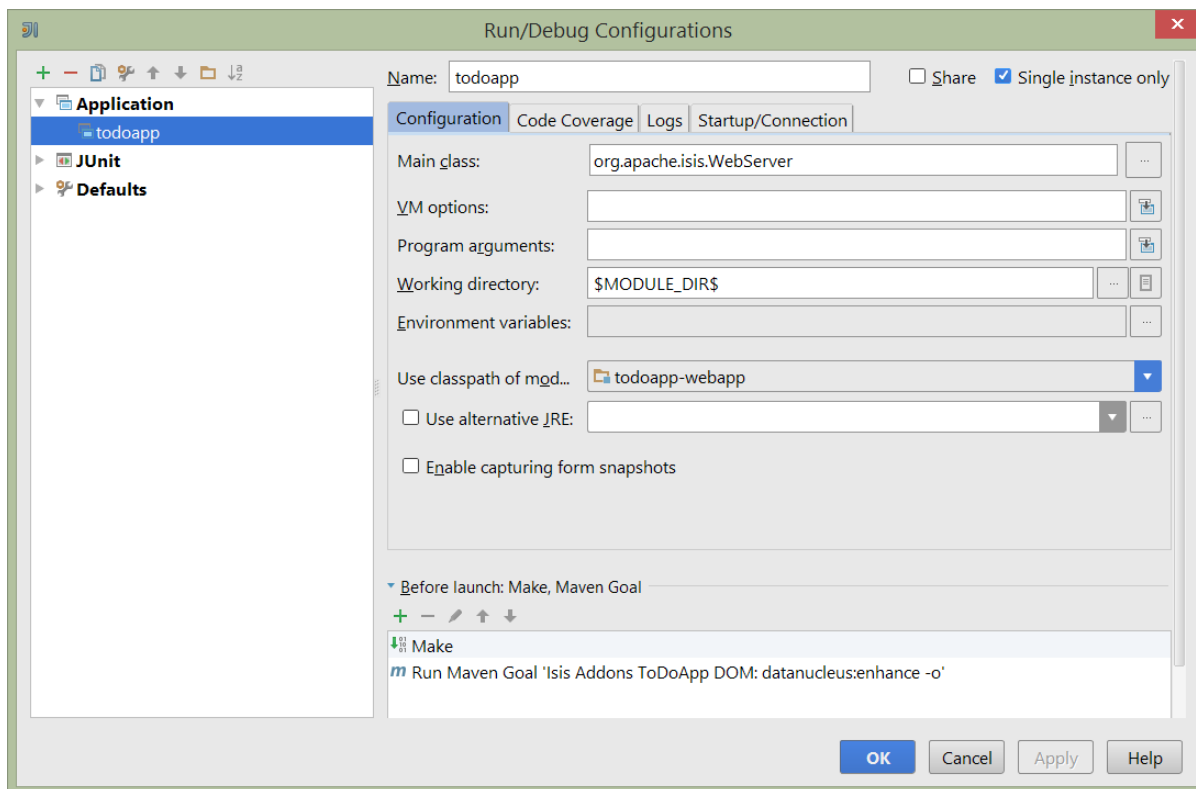 Run/Debug Configurations
Name: todoapp
Share
Single instance only
Application
todoapp
JUnit
Defaults
Configuration Code Coverage Logs Startup/Connection
Main class: org.apache.isis.WebServer ...
VM options:
Program arguments:
Working directory: $MODULE_DIR$ ...
Environment variables: ...
Use classpath of mod... todoapp-webapp
Use alternative JRE: ...
Enable capturing form snapshots
Before launch: Make, Maven Goal
Make
m Run Maven Goal 'Isis Addons ToDoApp DOM: datanucleus:enhance -o'
OK Cancel Apply Help